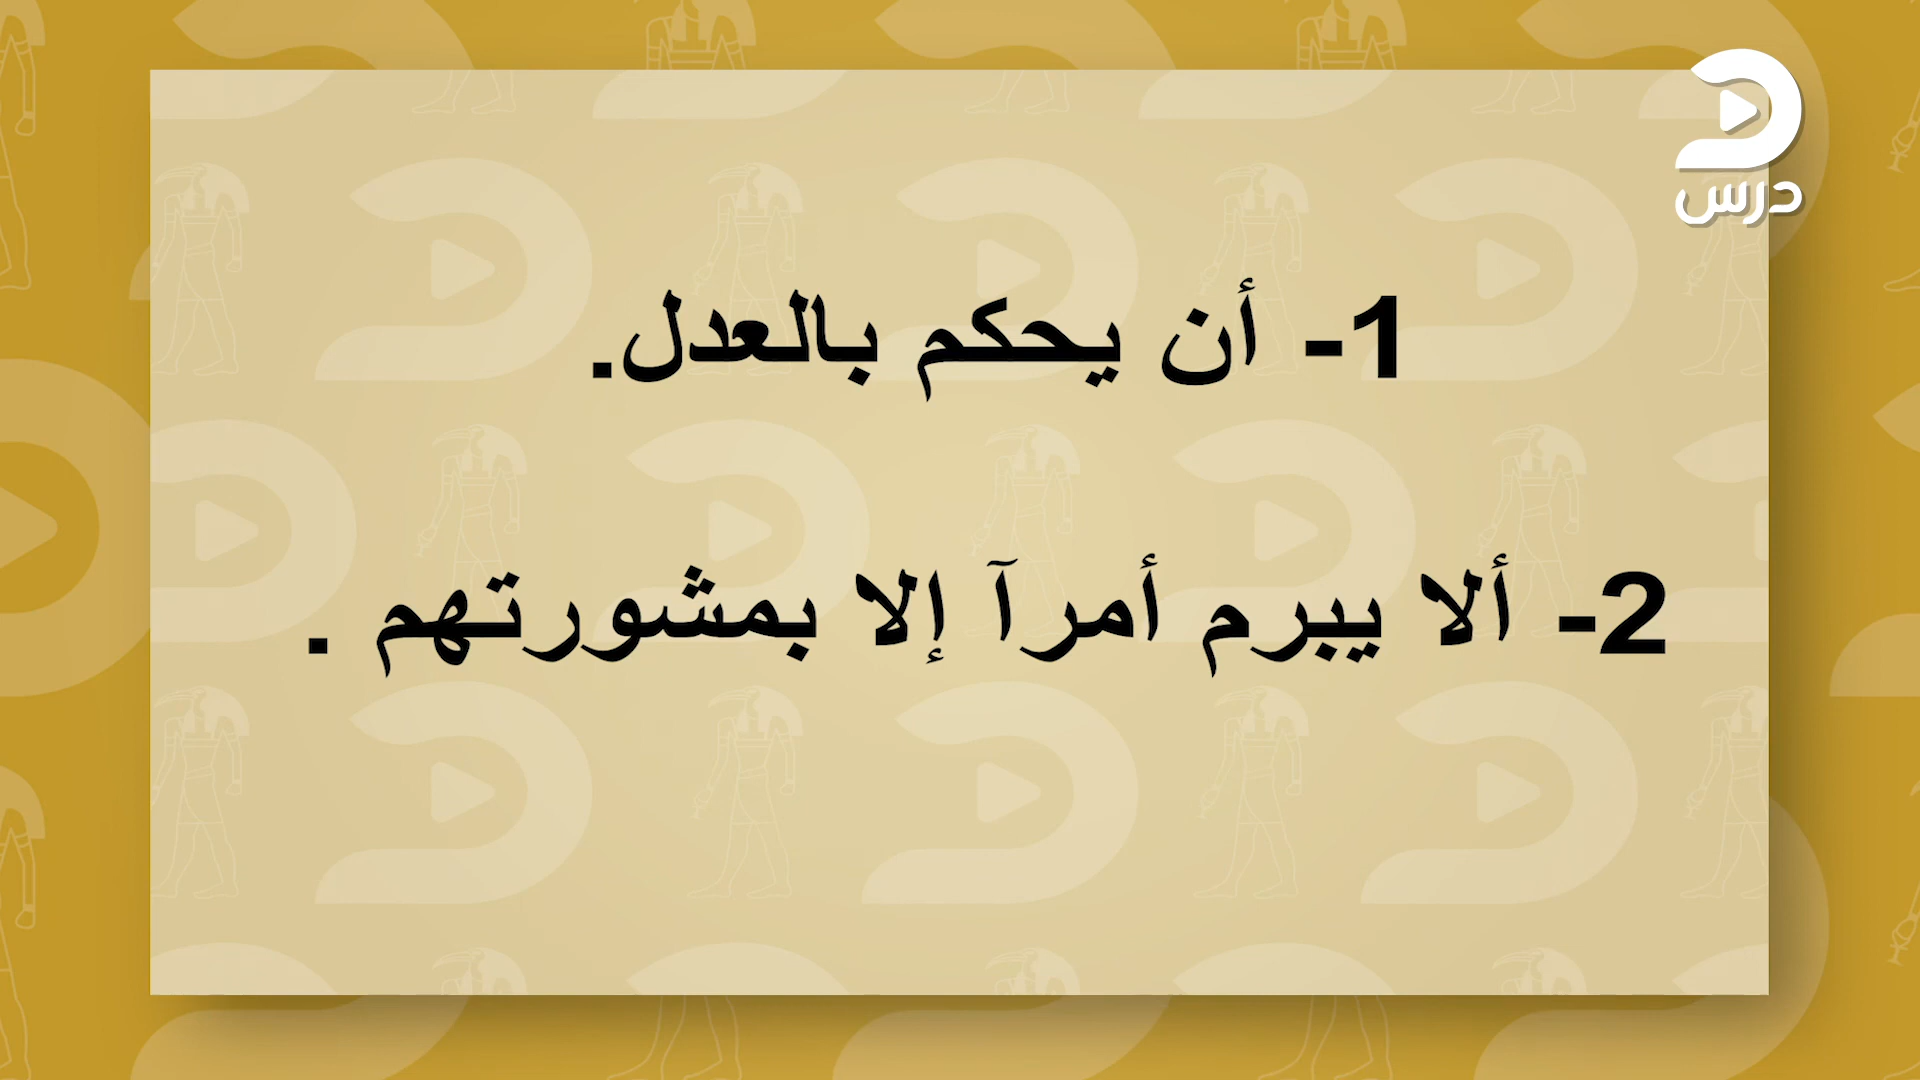 درس
1- أن يحكم بالعدل.
2- ألا يبرم أمرآ إلا بمشورتهم .